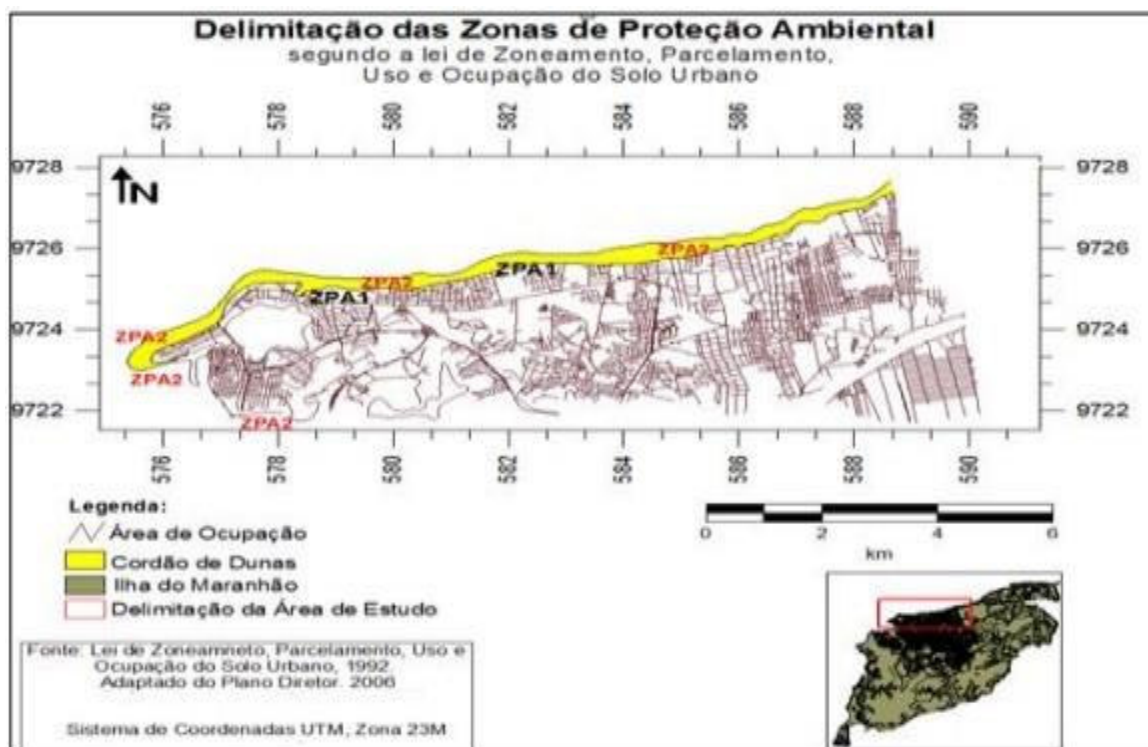 Delimitação das Zonas de Proteção Ambiental
segundo a lei de Zoneamento, Parcelamento,
Uso e Ocupação do Solo Urbano
576 578 580 582 584 586 588 590
9728 9728
N
9726 ZPA2 9726
ZPA1
ZPA2
ZPA1
9724 9724
ZPA2
ZPA2
9722 9722
ZPA2
576 578 580 582 584 586 588 590
Legenda:
Área de Ocupação
Cordão de Dunas
Ilha do Maranhão
Delimitação da Área de Estudo
0 2 4 6
km
Fonte: Lei de Zoneamneto, Parcelamento, Uso e
Ocupação do Solo Urbano, 1992
Adaptado do Plano Diretor. 2006
Sistema de Coordenadas UTM, Zona 23M